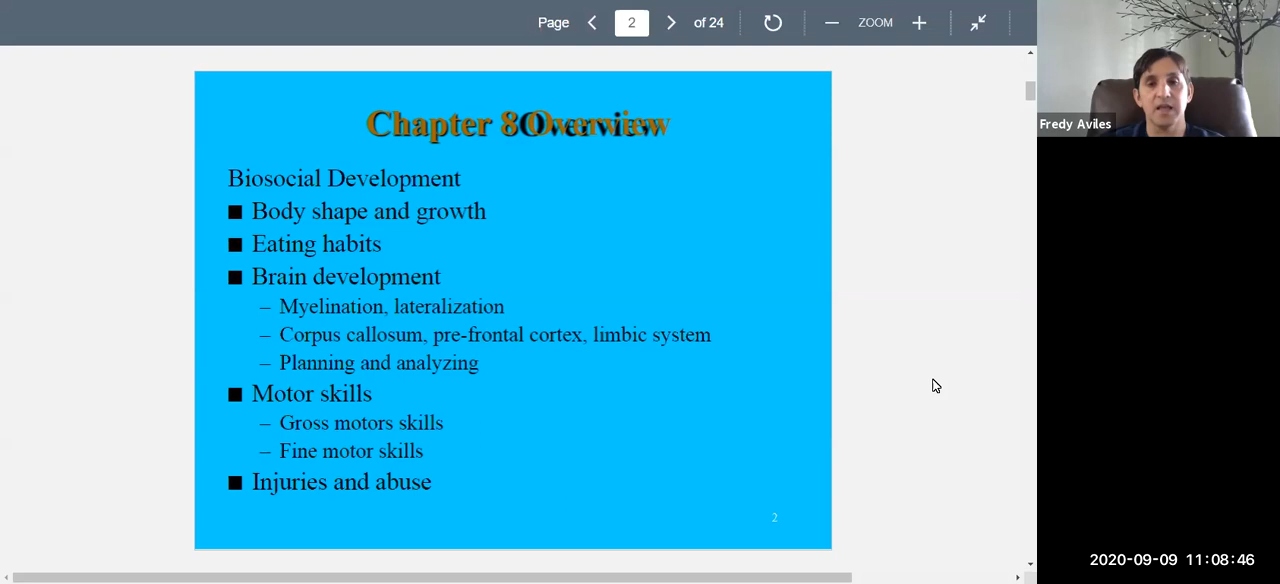 Page 2 of 24 ZOOM
Fredy Aviles
Chapter 8 Overview
Biosocial Development
■ Body shape and growth
■ Eating habits
■ Brain development
– Myelination, lateralization
– Corpus callosum, pre-frontal cortex, limbic system
– Planning and analyzing
■ Motor skills
– Gross motors skills
– Fine motor skills
■ Injuries and abuse
2
2020-09-09 11:08:46